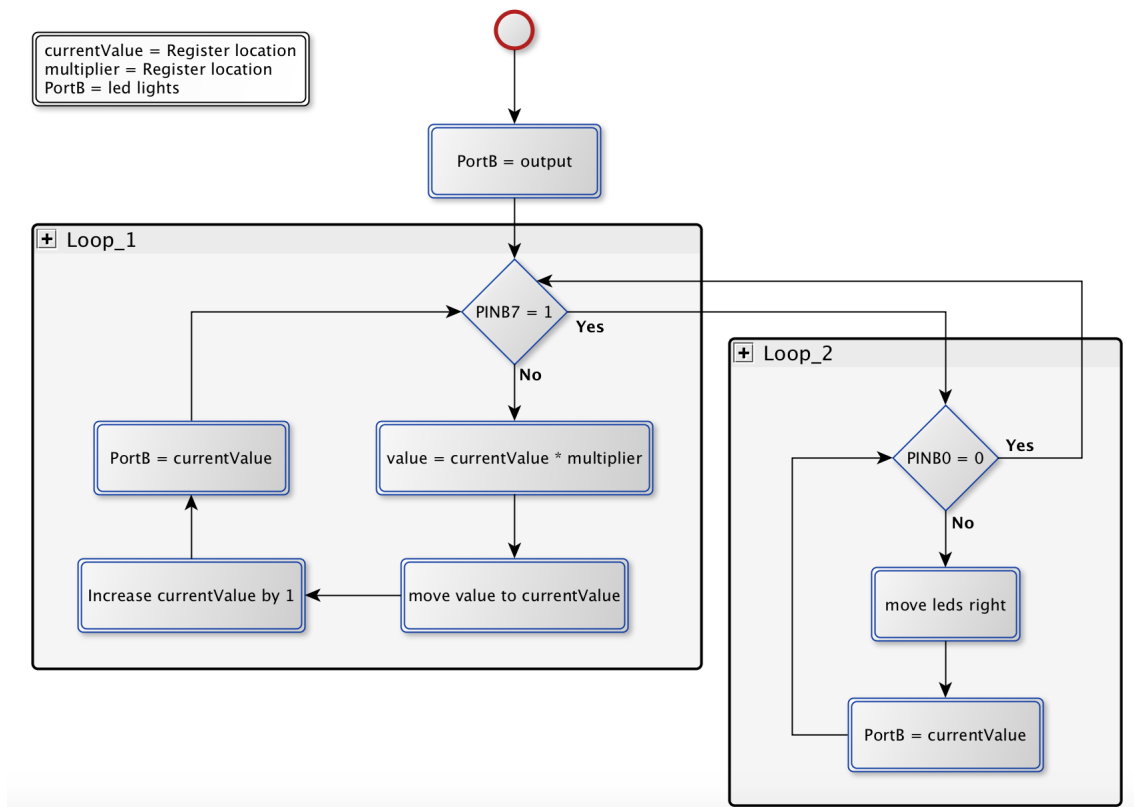 currentValue = Register location
multiplier = Register location
PortB = led lights
PortB = output
+ Loop_1
PINB7 = 1
Yes
No
value = currentValue * multiplier
move value to currentValue
Increase currentValue by 1
PortB = currentValue
+ Loop_2
PINB0 = 0
Yes
No
move leds right
PortB = currentValue